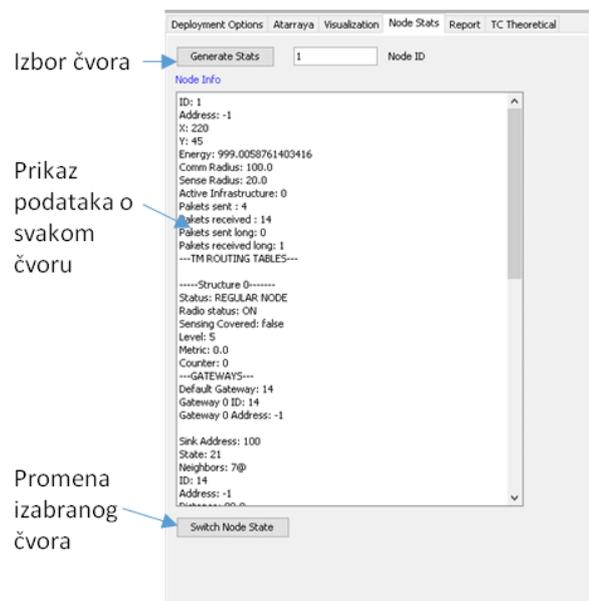 Deployment Options Atarraya Visualization Node Stats Report TC Theoretical
Izbor čvora
Generate Stats 1 Node ID
Node Info
ID: 1
Address: -1
X: 220
Y: 45
Energy: 999.0058761403416
Comm Radius: 100.0
Sense Radius: 20.0
Active Infrastructure: 0
Pakets sent : 4
Pakets received : 14
Pakets sent long: 0
Pakets received long: 1
---TM ROUTING TABLES---
Prikaz
podataka o
svakom
čvoru
-----Structure 0-------
Status: REGULAR NODE
Radio status: ON
Sensing Covered: false
Level: 5
Metric: 0.0
Counter: 0
---GATEWAYS---
Default Gateway: 14
Gateway 0 ID: 14
Gateway 0 Address: -1
Sink Address: 100
State: 21
Neighbors: 7@
ID: 14
Address: -1
Promena
izabranog
čvora
Switch Node State